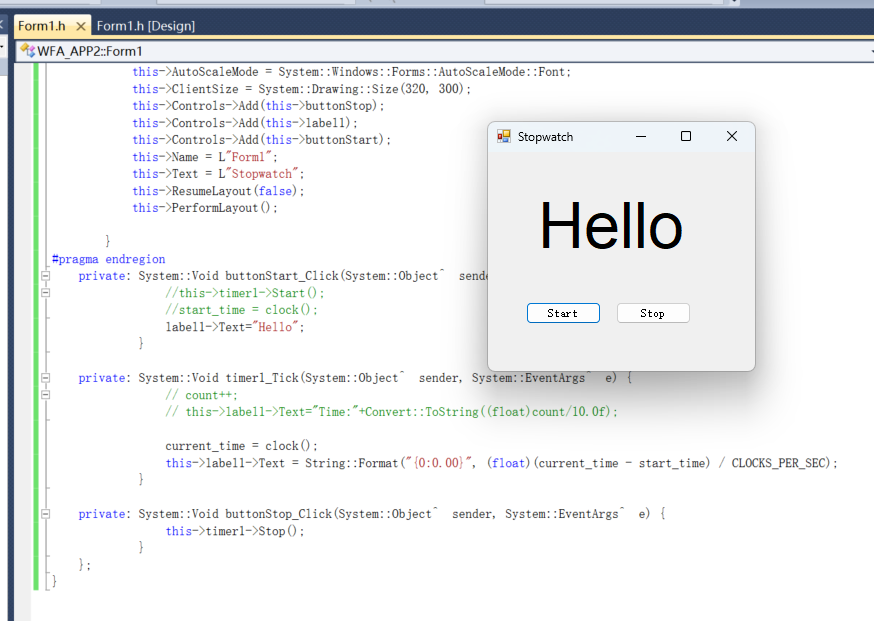 Form1.h
Form1.h [Design]
WFA_APP2::Form1
this->AutoScaleMode = System::Windows::Forms::AutoScaleMode::Font;
this->ClientSize = System::Drawing::Size(320, 300);
this->Controls->Add(this->buttonStop);
this->Controls->Add(this->label1);
this->Controls->Add(this->buttonStart);
this->Name = L"Form1";
this->Text = L"Stopwatch";
this->ResumeLayout(false);
this->PerformLayout();
}
#pragma endregion
private: System::Void buttonStart_Click(System::Object^ sende
//this->timer1->Start();
//start_time = clock();
label1->Text="Hello";
}
private: System::Void timer1_Tick(System::Object^ sender, System::EventArgs^ e) {
// count++;
// this->label1->Text="Time:"+Convert::ToString((float)count/10.0f);
current_time = clock();
this->label1->Text = String::Format("{0:0.00}", (float)(current_time - start_time) / CLOCKS_PER_SEC);
}
private: System::Void buttonStop_Click(System::Object^ sender, System::EventArgs^ e) {
this->timer1->Stop();
}
};
}
Stopwatch
Hello
Start
Stop